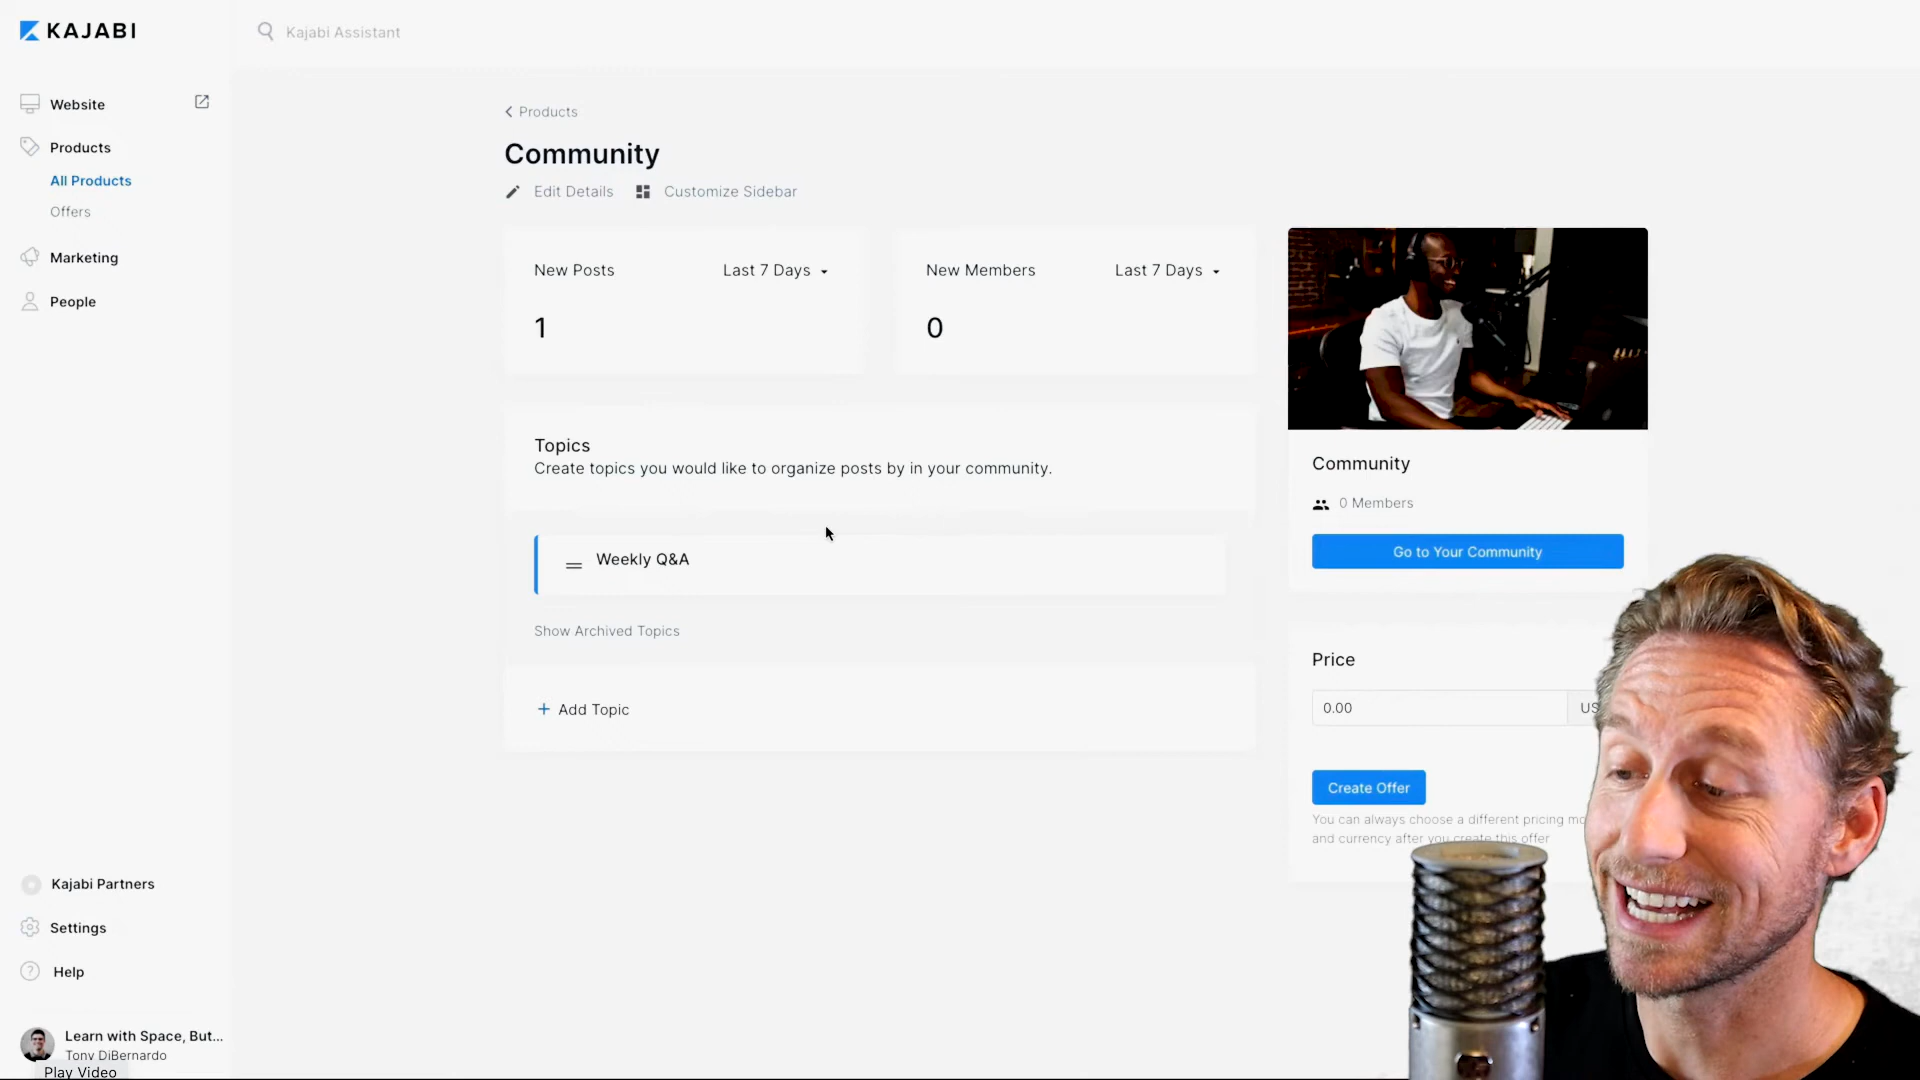 KAJABI
Kajabi Assistant
Website
Products
All Products
Offers
Marketing
People
Kajabi Partners
Settings
Help
Learn with Space, But...
Tony DiBernardo
Play Video
Products
Community
Edit Details
Customize Sidebar
New Posts
Last 7 Days
1
New Members
Last 7 Days
0
Topics
Create topics you would like to organize posts by in your community.
Weekly Q&A
Show Archived Topics
+ Add Topic
Community
0 Members
Go to Your Community
Price
0.00
US
Create Offer
You can always choose a different pricing mo
and currency after you create this offer